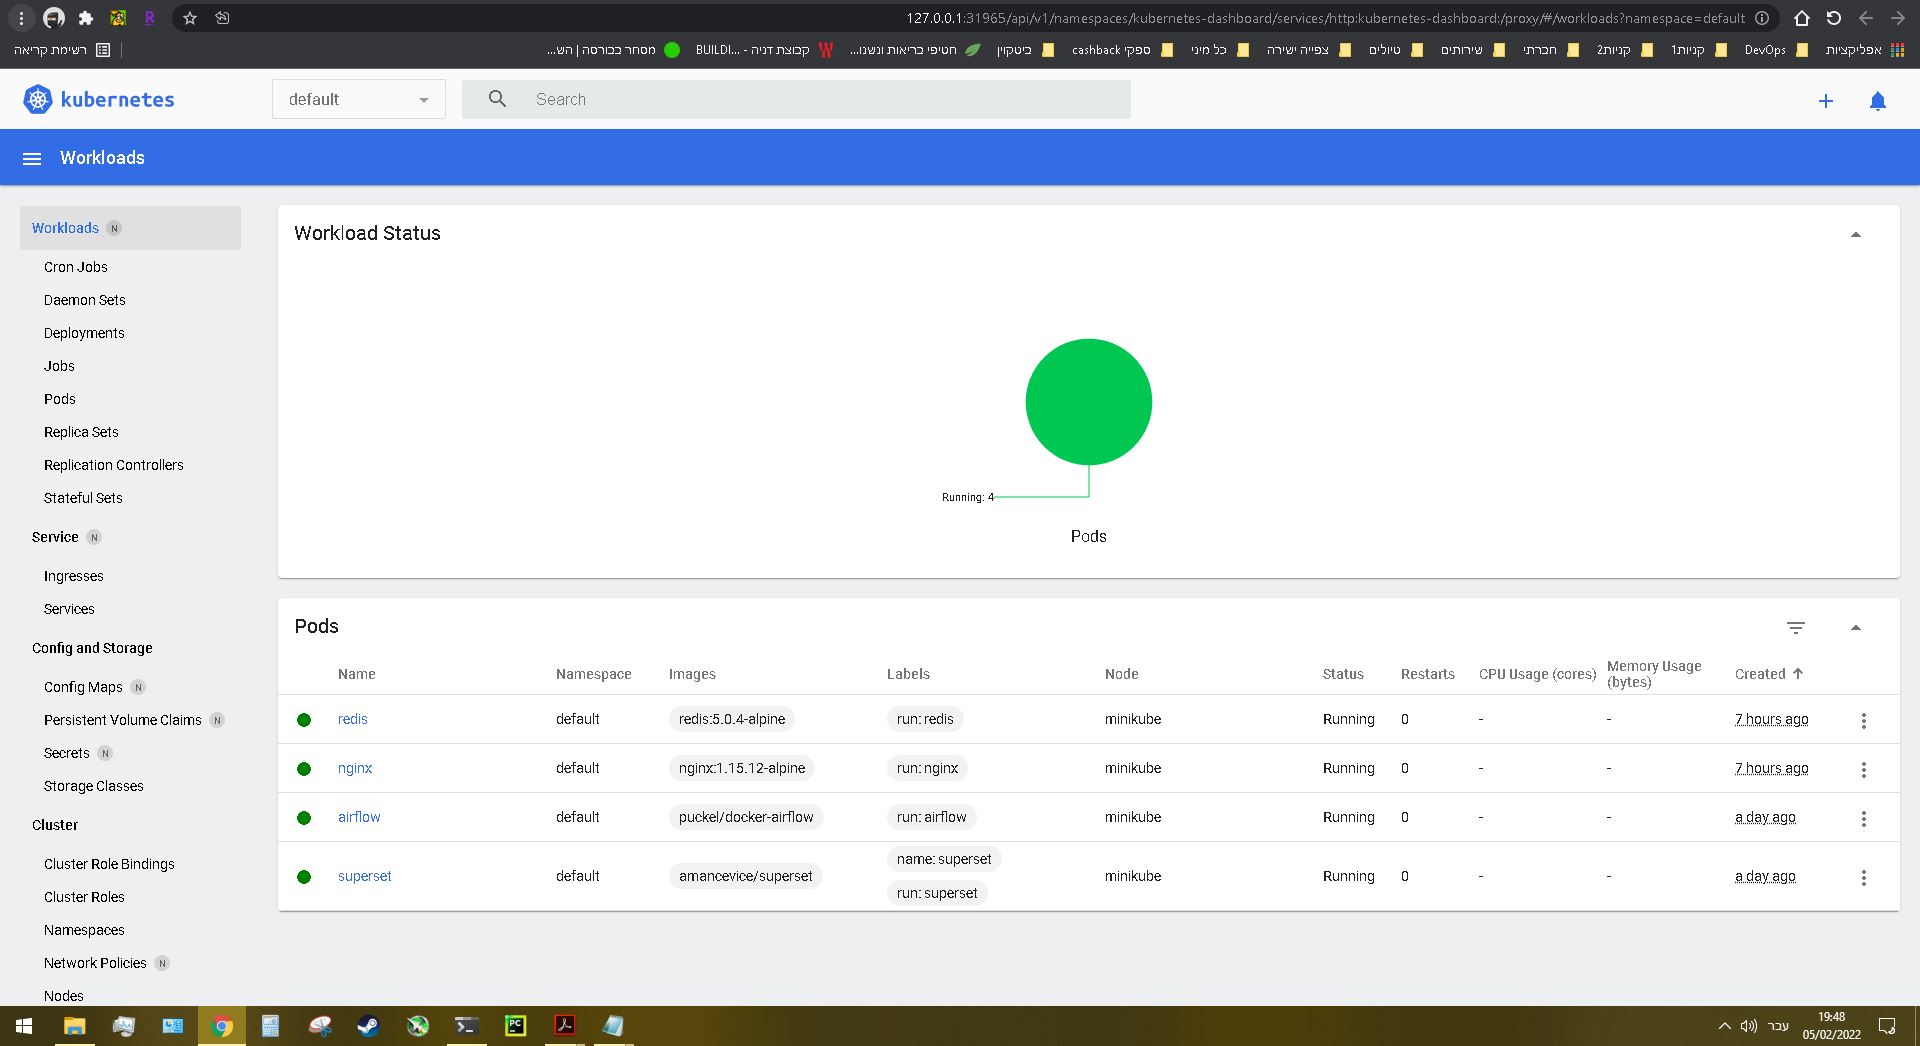 127.0.0.1:31965/api/v1/namespaces/kubernetes-dashboard/services/http:kubernetes-dashboard:/proxy/#/workloads?namespace=default
אפליקציות
DevOps
קניות1
קניות2
חברתי
שירותים
טיולים
צפייה ישירה
כל מיני
ספקי cashback
ביטקוין
חטיפי בריאות ונשנו...
קבוצת דניה - ...BUILDI
מסחר בבורסה | הש...
רשימת קריאה
kubernetes
default
Search
Workloads
Workloads N
Cron Jobs
Daemon Sets
Deployments
Jobs
Pods
Replica Sets
Replication Controllers
Stateful Sets
Service N
Ingresses
Services
Config and Storage
Config Maps N
Persistent Volume Claims N
Secrets N
Storage Classes
Cluster
Cluster Role Bindings
Cluster Roles
Namespaces
Network Policies N
Nodes
Workload Status
Running: 4
Pods
Pods
Name Namespace Images Labels Node Status Restarts CPU Usage (cores) Memory Usage (bytes) Created
redis default redis:5.0.4-alpine run: redis minikube Running 0 - - 7 hours ago
nginx default nginx:1.15.12-alpine run: nginx minikube Running 0 - - 7 hours ago
airflow default puckel/docker-airflow run: airflow minikube Running 0 - - a day ago
superset default amancevice/superset name: superset run: superset minikube Running 0 - - a day ago
עבר
19:48
05/02/2022